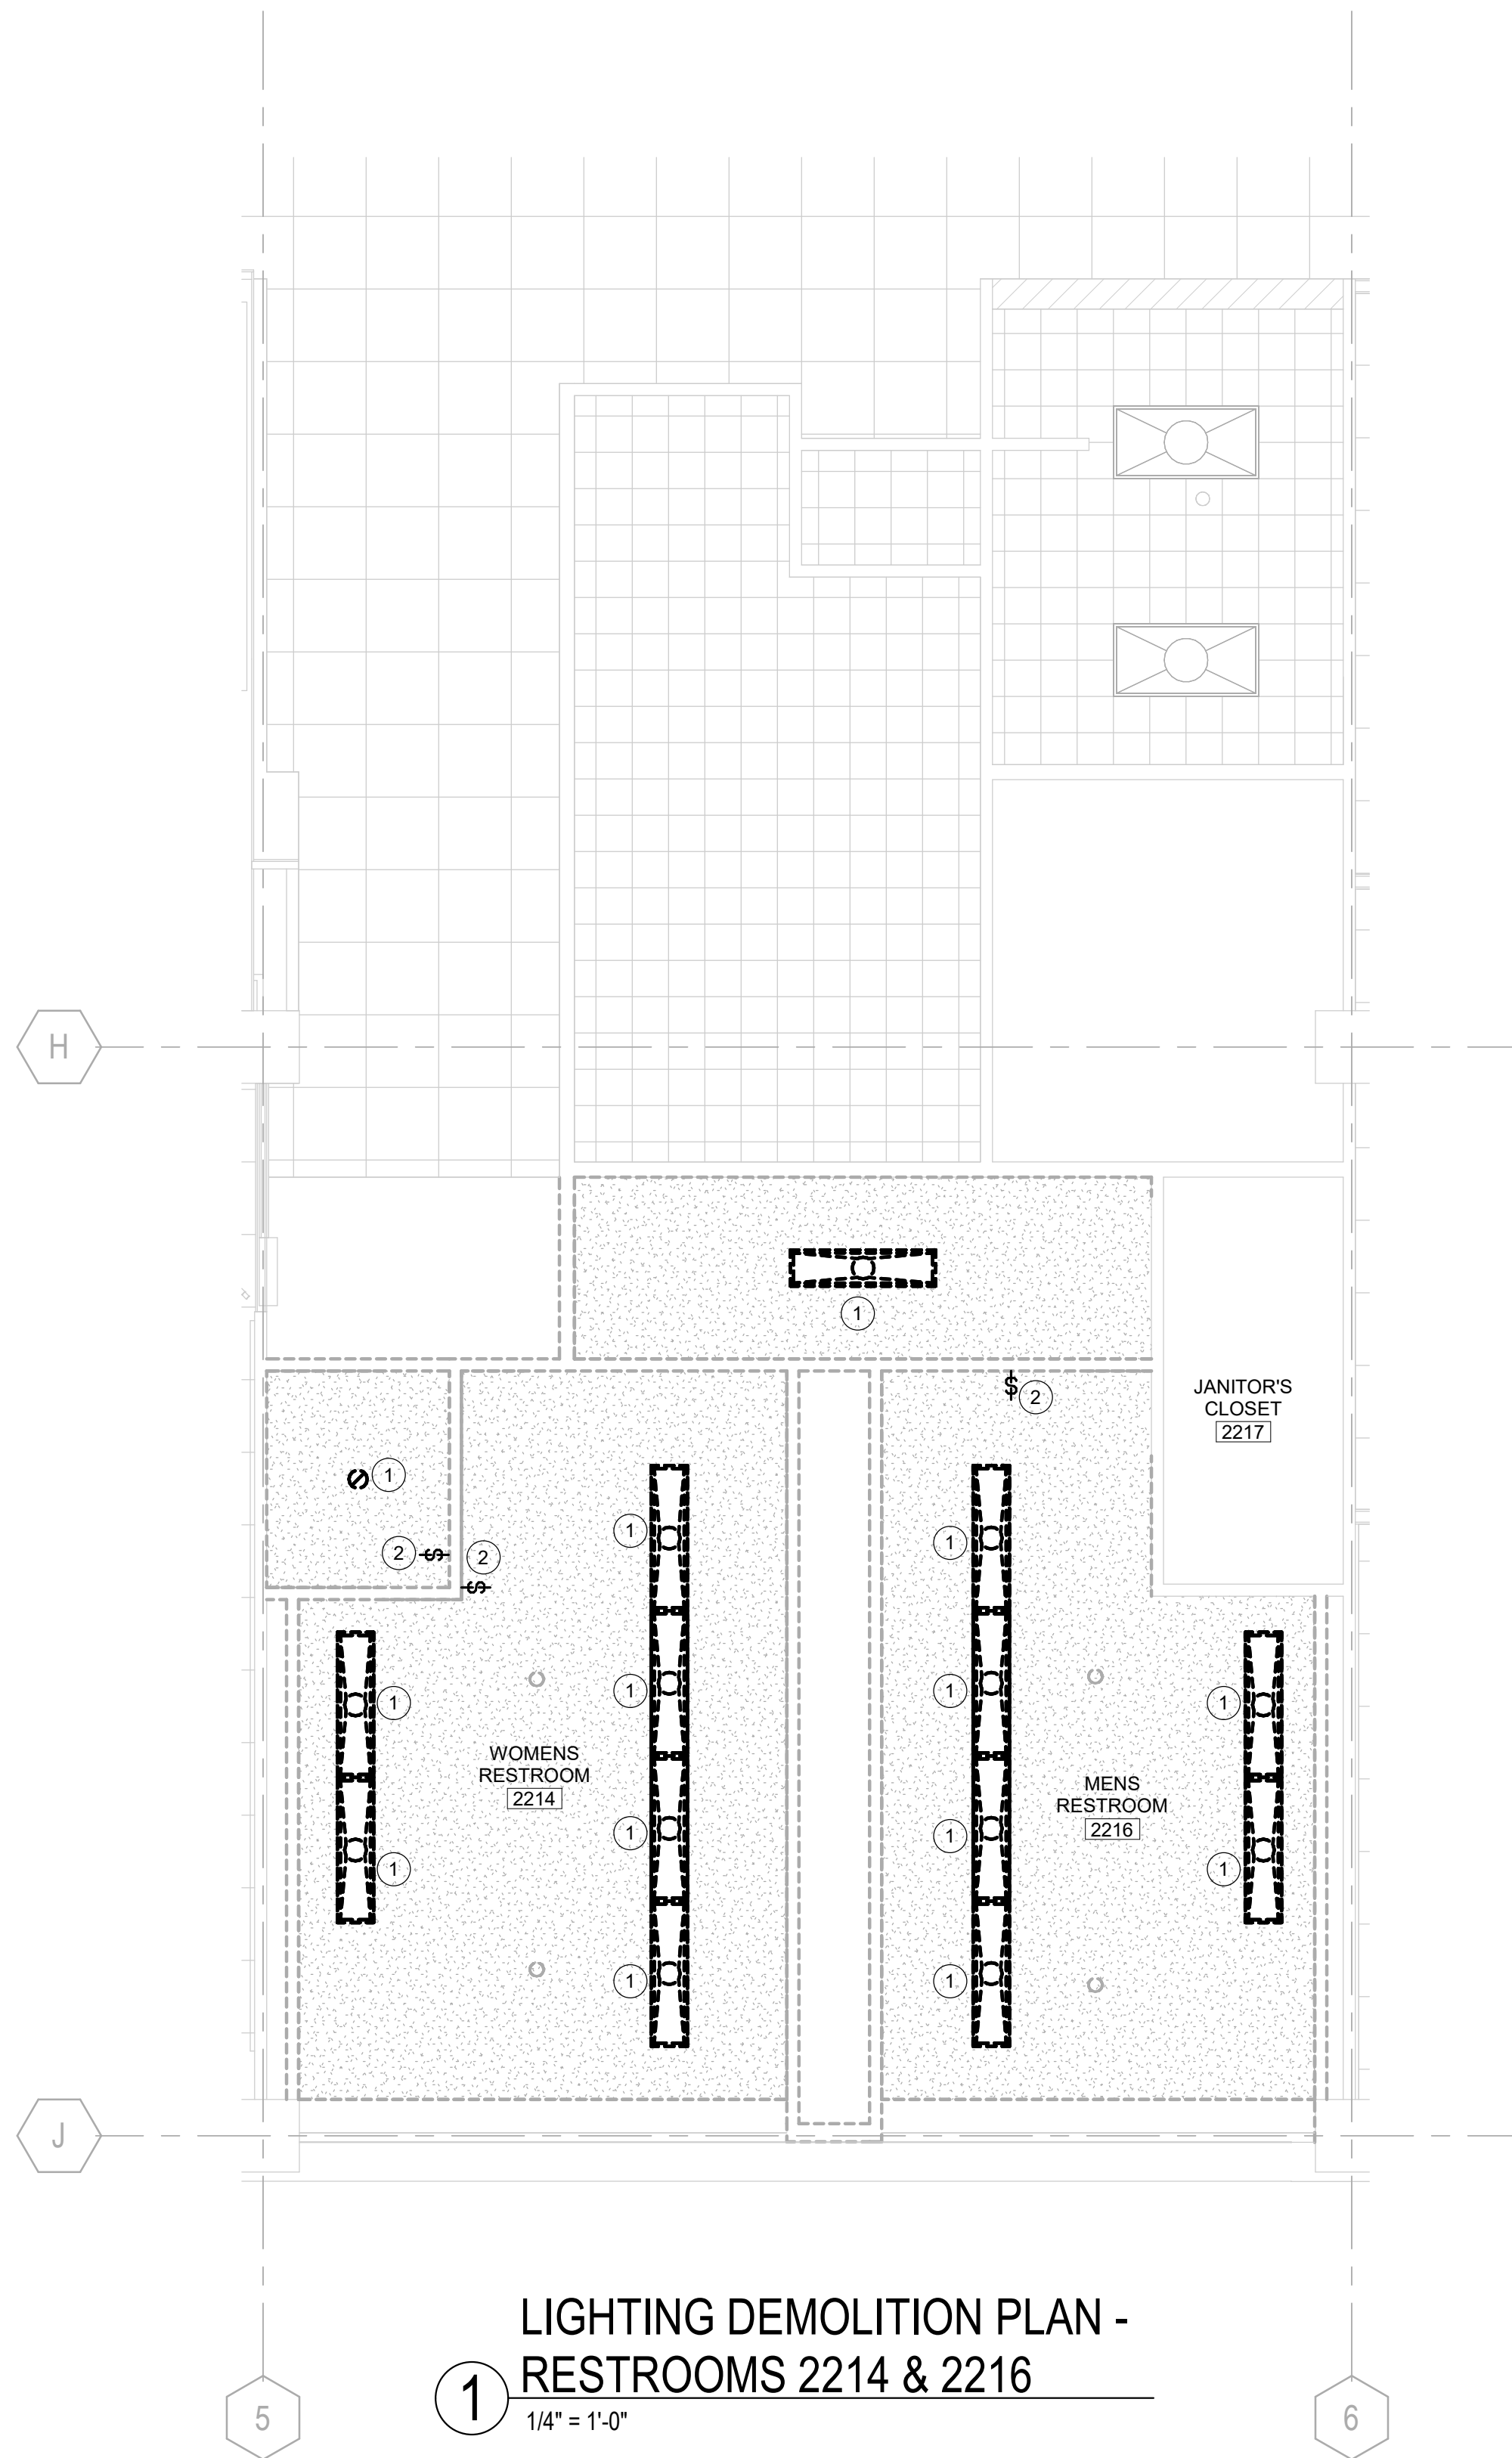 H
1
JANITOR'S
CLOSET
2217
2
1
2
2
1
1
1
1
1
1
WOMENS
RESTROOM
2214
MENS
RESTROOM
2216
1
1
1
1
1
1
1
J
LIGHTING DEMOLITION PLAN -
RESTROOMS 2214 & 2216
1
1/4" = 1'-0"
5
6